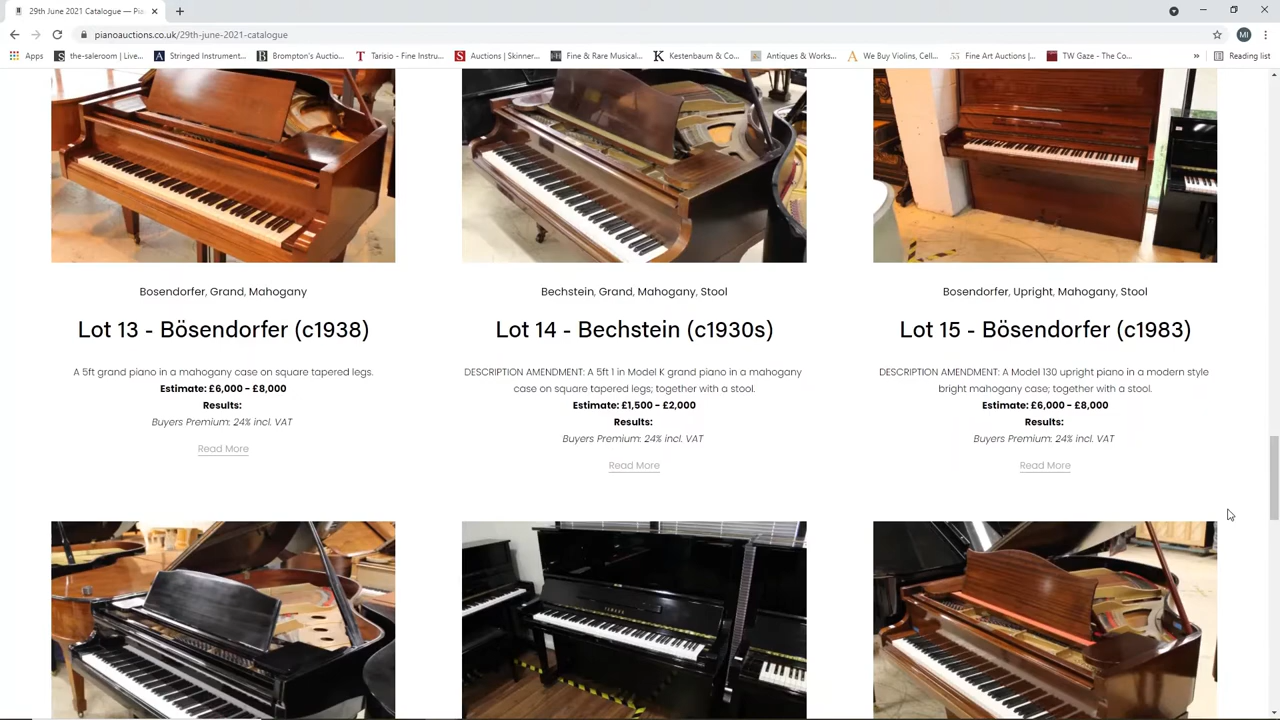 29th June 2021 Catalogue — Pia
pianoauctions.co.uk/29th-june-2021-catalogue
MI
Apps
the-saleroom | Live...
Stringed Instrument...
Brompton's Auctio...
Tarisio - Fine Instru...
Auctions | Skinner...
Fine & Rare Musical...
Kestenbaum & Co...
Antiques & Works...
We Buy Violins, Cell...
Fine Art Auctions |...
TW Gaze - The Co...
»
Reading list
Bosendorfer, Grand, Mahogany
Lot 13 - Bösendorfer (c1938)
A 5ft grand piano in a mahogany case on square tapered legs.
Estimate: £6,000 - £8,000
Results:
Buyers Premium: 24% incl. VAT
Read More
Bechstein, Grand, Mahogany, Stool
Lot 14 - Bechstein (c1930s)
DESCRIPTION AMENDMENT: A 5ft 1 in Model K grand piano in a mahogany
case on square tapered legs; together with a stool.
Estimate: £1,500 - £2,000
Results:
Buyers Premium: 24% incl. VAT
Read More
Bosendorfer, Upright, Mahogany, Stool
Lot 15 - Bösendorfer (c1983)
DESCRIPTION AMENDMENT: A Model 130 upright piano in a modern style
bright mahogany case; together with a stool.
Estimate: £6,000 - £8,000
Results:
Buyers Premium: 24% incl. VAT
Read More
YAMAHA